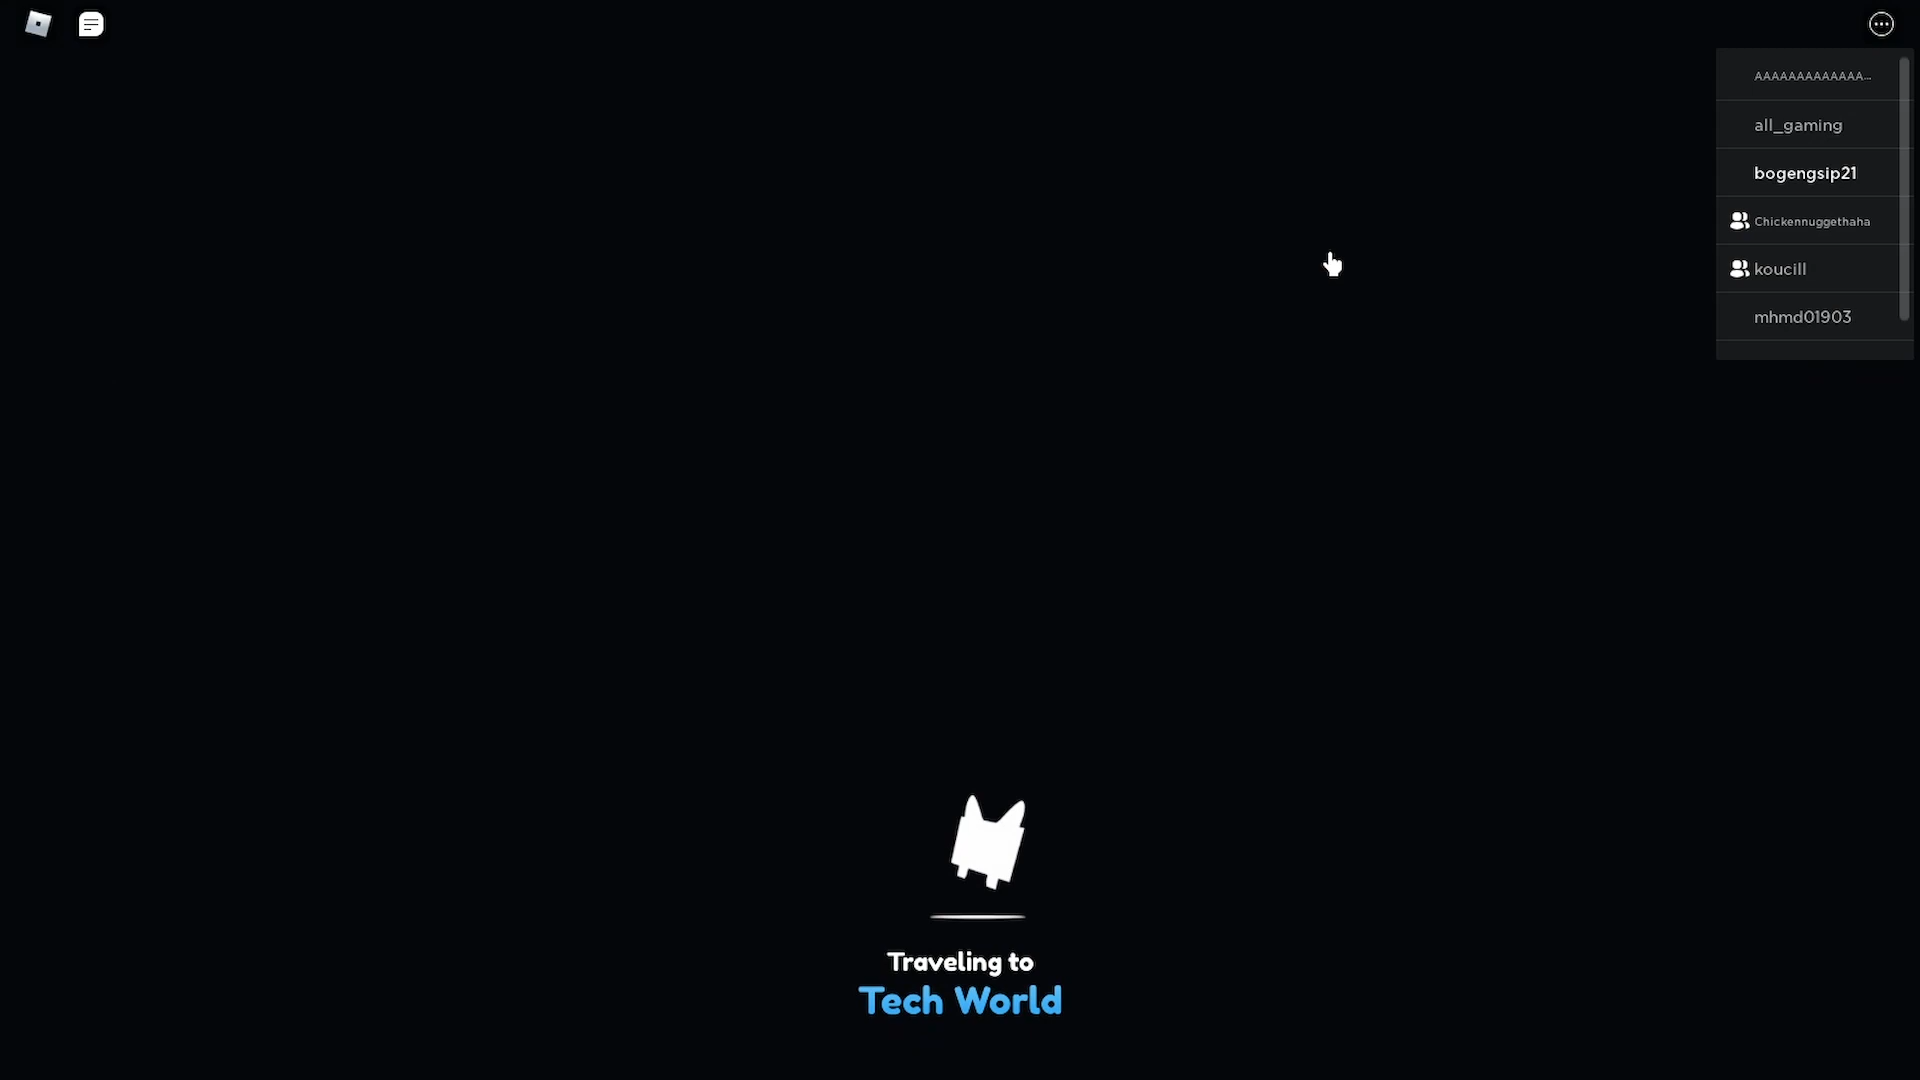 AAAAAAAAAAAAA...
all_gaming
bogengsip21
Chickennuggethaha
koucill
mhmd01903
Traveling to
Tech World